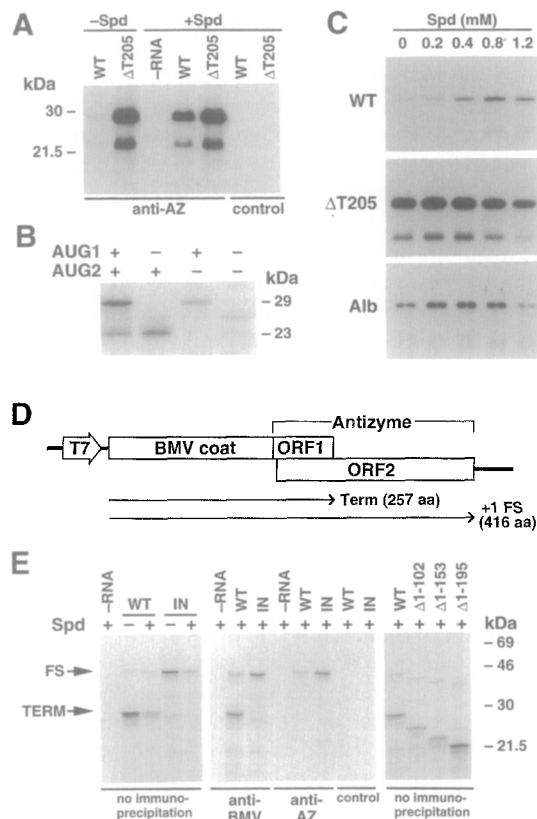 A
−Spd +Spd
WT ΔT205 −RNA WT ΔT205 WT ΔT205
kDa
30 –
21.5 –
anti-AZ control
B
AUG1 + − + −
AUG2 + + − −
kDa
– 29
– 23
C
Spd (mM)
0 0.2 0.4 0.8 1.2
WT
ΔT205
Alb
D
Antizyme
T7 BMV coat ORF1
ORF2
Term (257 aa)
+1 FS
(416 aa)
E
−RNA WT IN −RNA WT IN −RNA WT IN WT IN WT Δ1-102 Δ1-153 Δ1-195
Spd + − + − + + + + + + + + + + + + +
kDa
FS
TERM
– 69
– 46
– 30
– 21.5
no immuno-
precipitation
anti-
BMV
anti-
AZ
control
no immuno-
precipitation